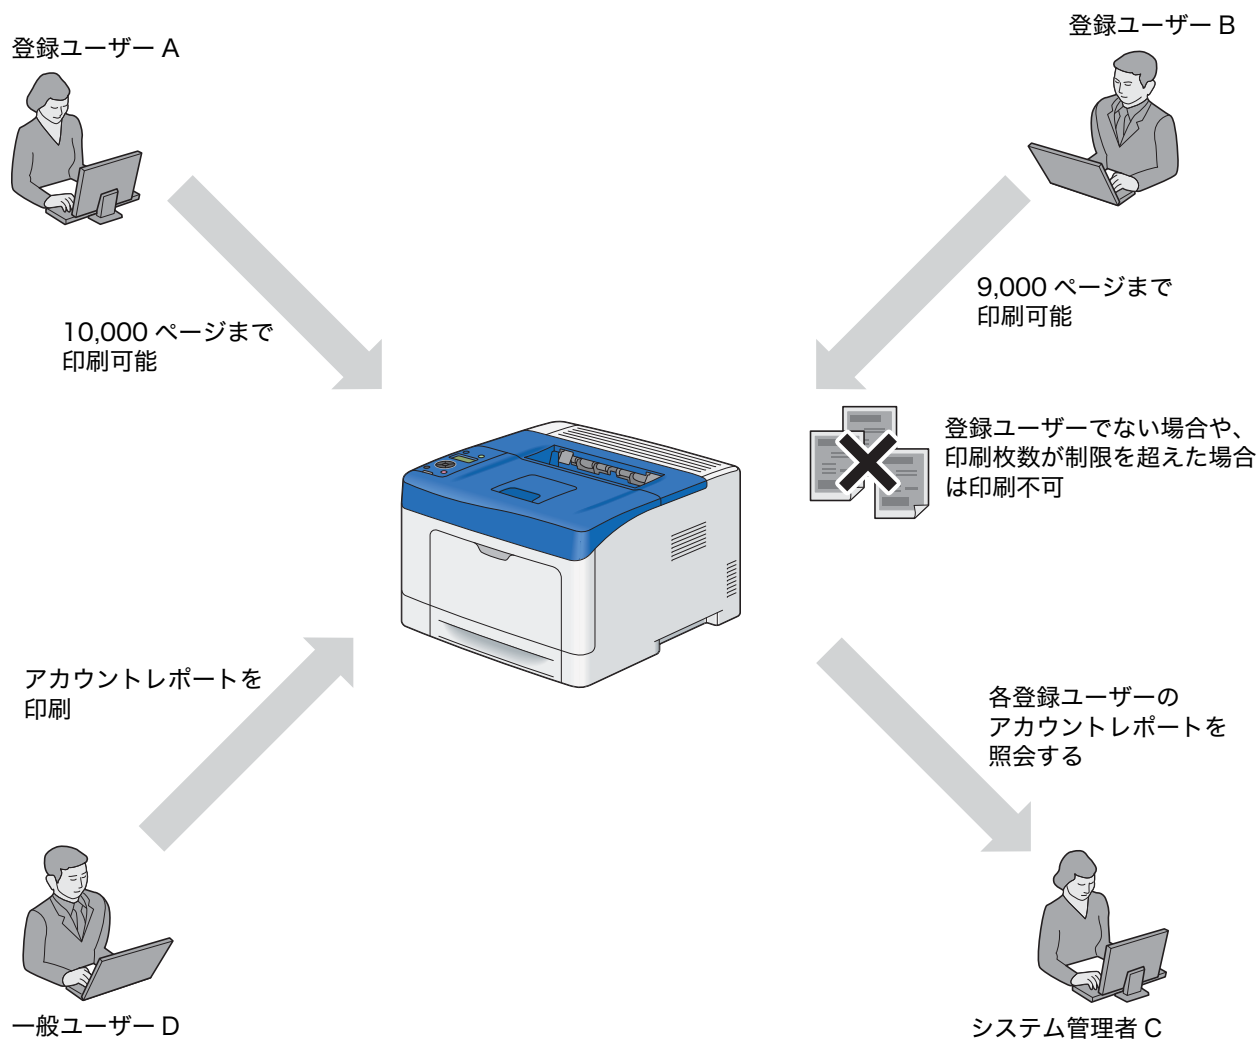 登録ユーザー A
登録ユーザー B
10,000 ページまで
印刷可能
9,000 ページまで
印刷可能
登録ユーザーでない場合や、
印刷枚数が制限を超えた場合
は印刷不可
アカウントレポートを
印刷
各登録ユーザーの
アカウントレポートを
照会する
一般ユーザー D
システム管理者 C